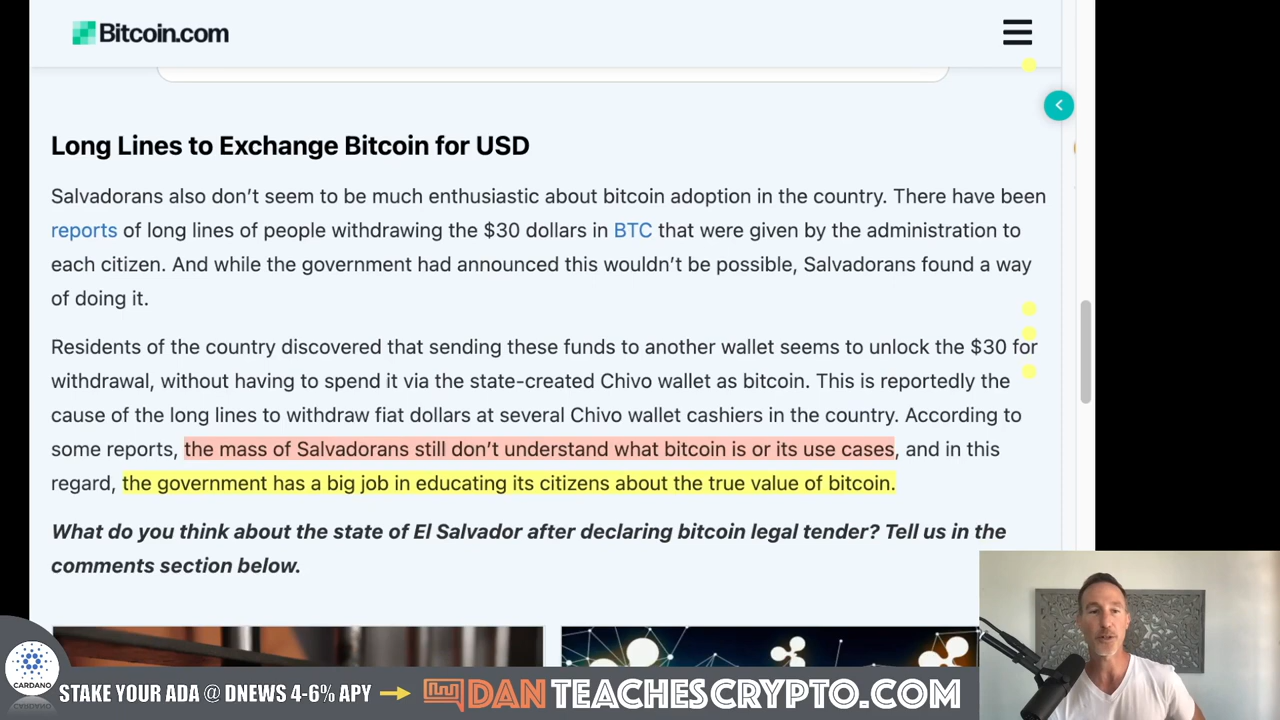 Bitcoin.com
Long Lines to Exchange Bitcoin for USD
Salvadorans also don’t seem to be much enthusiastic about bitcoin adoption in the country. There have been
reports of long lines of people withdrawing the $30 dollars in BTC that were given by the administration to
each citizen. And while the government had announced this wouldn’t be possible, Salvadorans found a way
of doing it.
Residents of the country discovered that sending these funds to another wallet seems to unlock the $30 for
withdrawal, without having to spend it via the state-created Chivo wallet as bitcoin. This is reportedly the
cause of the long lines to withdraw fiat dollars at several Chivo wallet cashiers in the country. According to
some reports, the mass of Salvadorans still don’t understand what bitcoin is or its use cases, and in this
regard, the government has a big job in educating its citizens about the true value of bitcoin.
What do you think about the state of El Salvador after declaring bitcoin legal tender? Tell us in the
comments section below.
CARDANO
STAKE YOUR ADA @ DNEWS 4-6% APY
DANTEACHESCRYPTO.COM